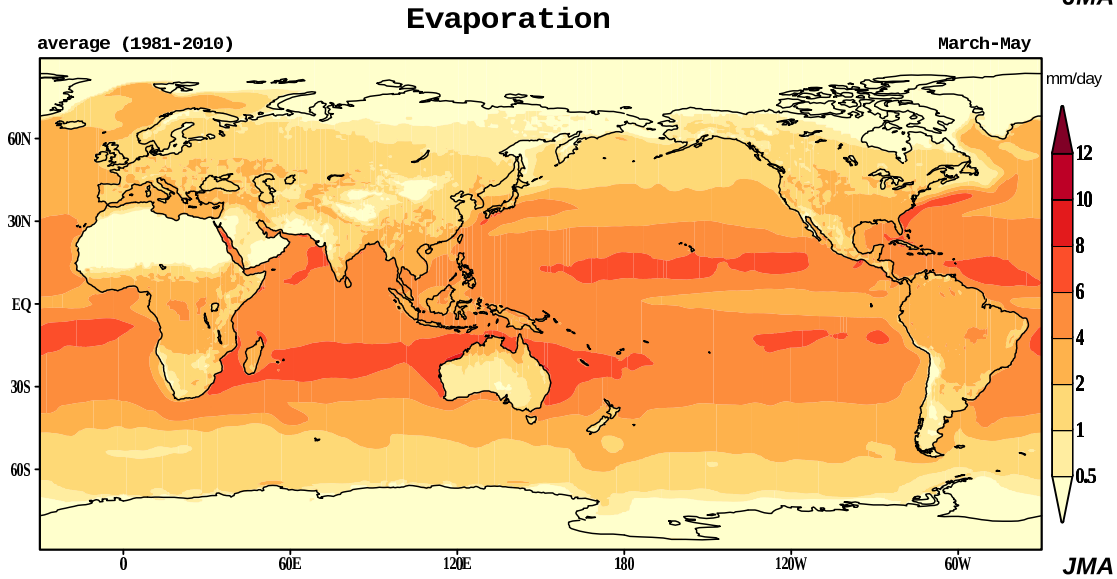 JMA
Evaporation
average (1981-2010)
March-May
mm/day
60N
30N
EQ
30S
60S
12
10
8
6
4
2
1
0.5
0
60E
120E
180
120W
60W
JMA